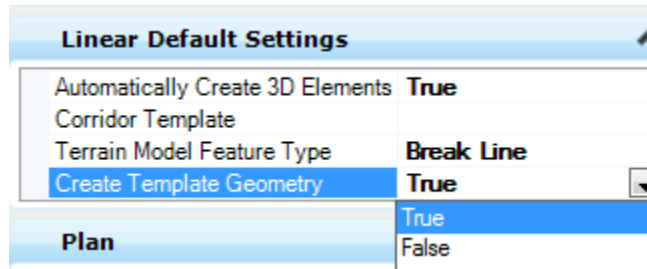 Linear Default Settings
Automatically Create 3D Elements True
Corridor Template
Terrain Model Feature Type Break Line
Create Template Geometry True
True
False
Plan